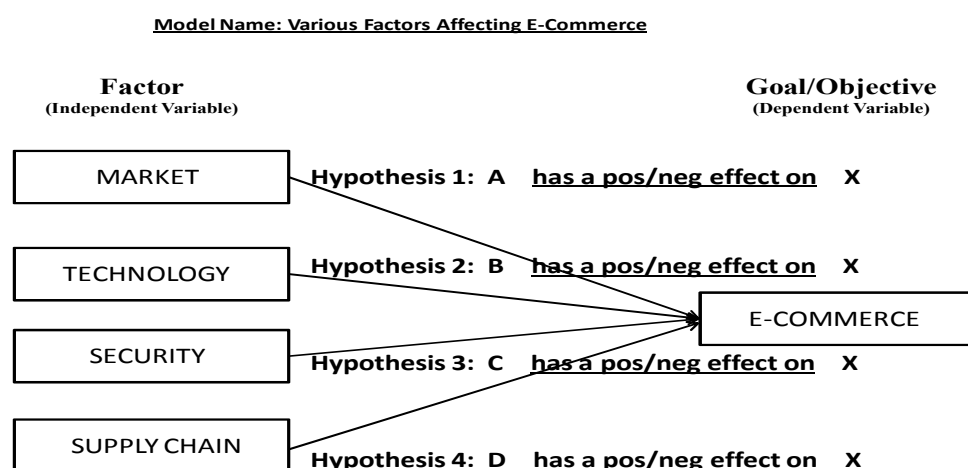 Model Name: Various Factors Affecting E-Commerce
Factor
(Independent Variable)
Goal/Objective
(Dependent Variable)
MARKET
Hypothesis 1: A has a pos/neg effect on X
TECHNOLOGY
Hypothesis 2: B has a pos/neg effect on X
E-COMMERCE
SECURITY
Hypothesis 3: C has a pos/neg effect on X
SUPPLY CHAIN
Hypothesis 4: D has a pos/neg effect on X